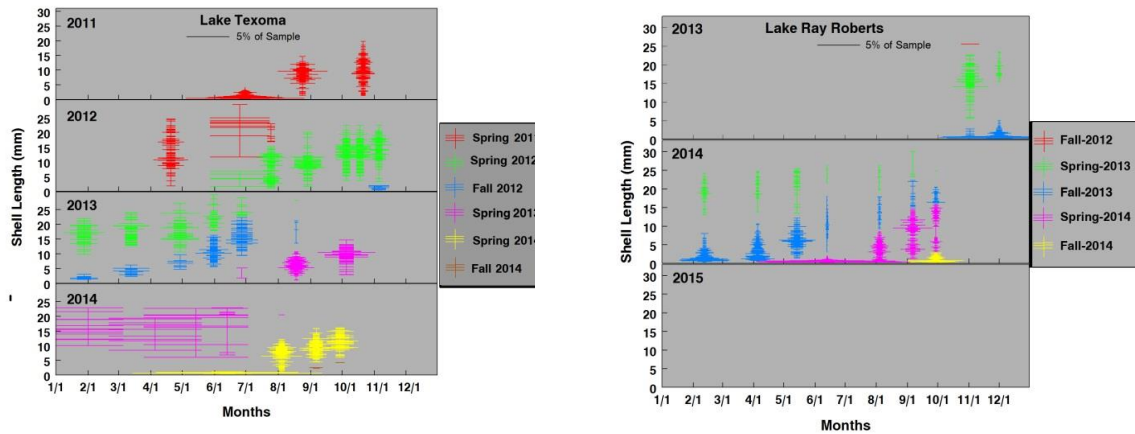 2011
Lake Texoma
5% of Sample
30
25
20
15
10
5
0
2012
25
20
15
10
5
0
2013
25
20
15
10
5
0
2014
25
20
15
10
5
0
1/1 2/1 3/1 4/1 5/1 6/1 7/1 8/1 9/1 10/1 11/1 12/1
Months
Shell Length (mm)
Spring 2011
Spring 2012
Fall 2012
Spring 2013
Spring 2014
Fall 2014
2013
Lake Ray Roberts
5% of Sample
30
25
20
15
10
5
0
2014
25
20
15
10
5
0
2015
30
25
20
15
10
5
0
1/1 2/1 3/1 4/1 5/1 6/1 7/1 8/1 9/1 10/1 11/1 12/1
Months
Shell Length (mm)
Fall-2012
Spring-2013
Fall-2013
Spring-2014
Fall-2014